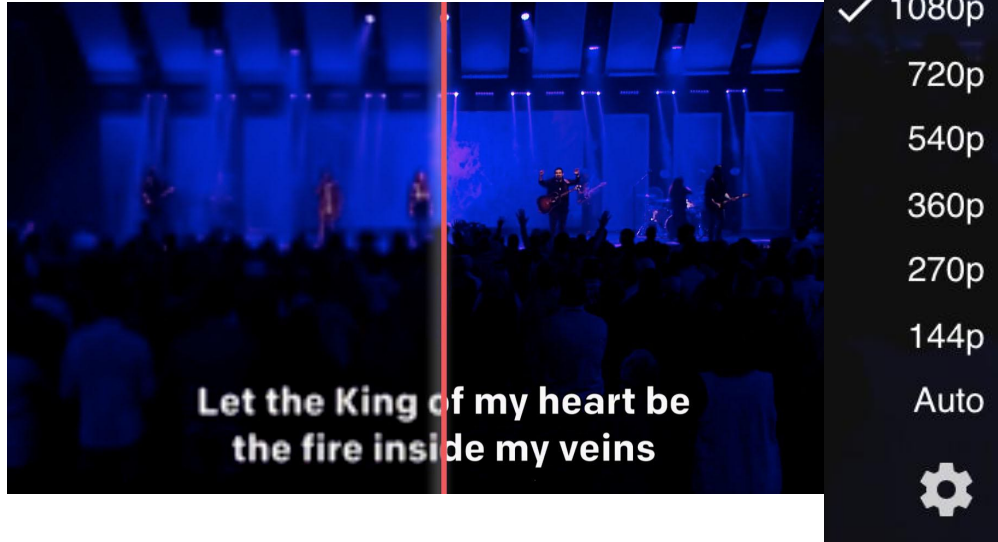 Let the King of my heart be
the fire inside my veins
1080p
720p
540p
360p
270p
144p
Auto